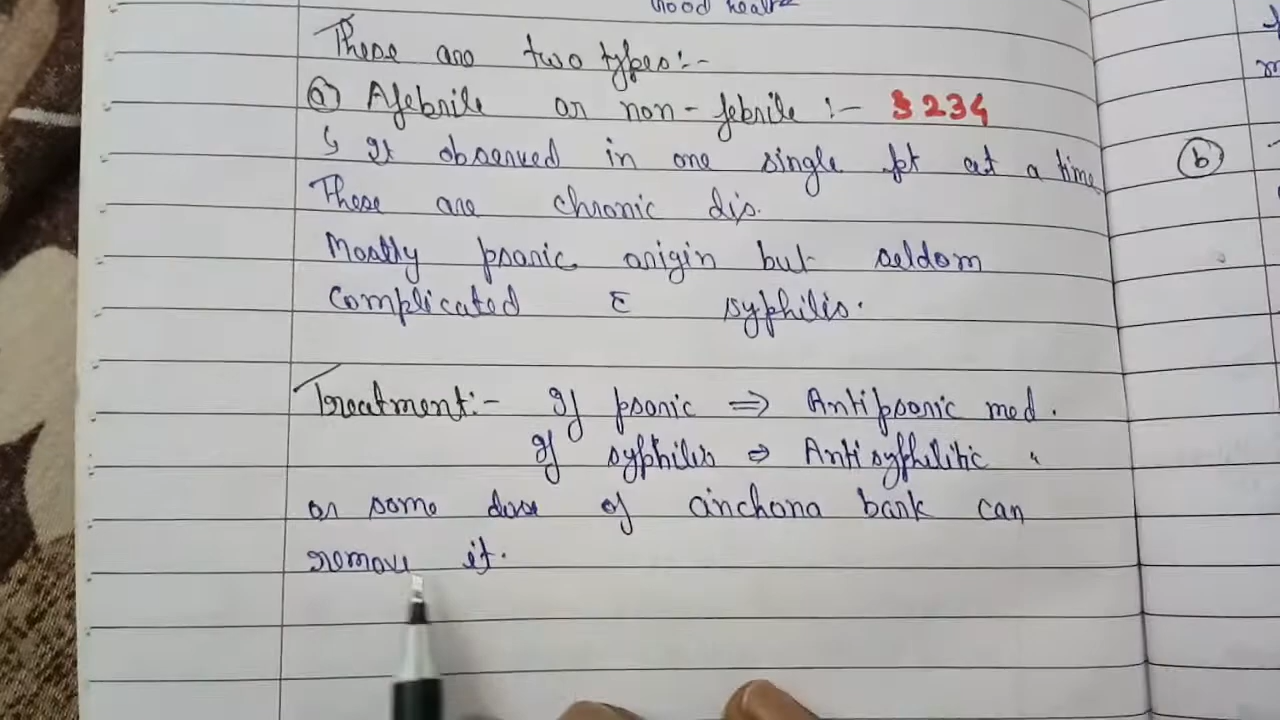 Good health
These are two types:-
(a) Afebrile or non-febrile :- § 234
↳ It observed in one single pt at a time
These are chronic dis.
Mostly psoric origin but seldom
complicated c̄ syphilis.
Treatment:- If psoric ⇒ Antipsoric med.
If syphilis ⇒ Antisyphilitic "
or some dose of cinchona bark can
remove it.
(b)